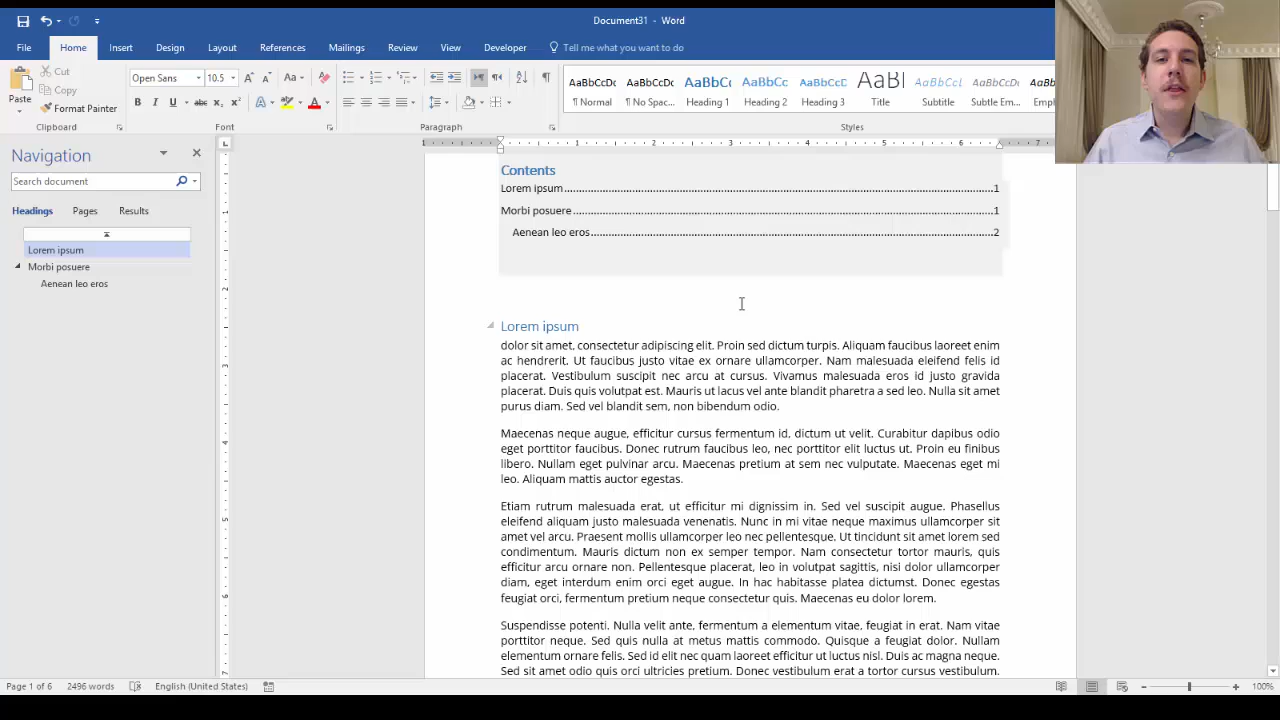 Document31 - Word
File Home Insert Design Layout References Mailings Review View Developer Tell me what you want to do
Paste
Cut
Copy
Format Painter
Clipboard
Open Sans 10.5
Font
Paragraph
AaBbCcDc AaBbCcDc AaBbCc AaBbCc AaBbCcDc AaBl AaBbCcL AaBbCcDc
¶ Normal ¶ No Spac... Heading 1 Heading 2 Heading 3 Title Subtitle Subtle Em...
Styles
Navigation
Search document
Headings Pages Results
Lorem ipsum
Morbi posuere
Aenean leo eros
Contents
Lorem ipsum 1
Morbi posuere 1
Aenean leo eros 2
Lorem ipsum
dolor sit amet, consectetur adipiscing elit. Proin sed dictum turpis. Aliquam faucibus laoreet enim
ac hendrerit. Ut faucibus justo vitae ex ornare ullamcorper. Nam malesuada eleifend felis id
placerat. Vestibulum suscipit nec arcu at cursus. Vivamus malesuada eros id justo gravida
placerat. Duis quis volutpat est. Mauris ut lacus vel ante blandit pharetra a sed leo. Nulla sit amet
purus diam. Sed vel blandit sem, non bibendum odio.
Maecenas neque augue, efficitur cursus fermentum id, dictum ut velit. Curabitur dapibus odio
eget porttitor faucibus. Donec rutrum faucibus leo, nec porttitor elit luctus ut. Proin eu finibus
libero. Nullam eget pulvinar arcu. Maecenas pretium at sem nec vulputate. Maecenas eget mi
leo. Aliquam mattis auctor egestas.
Etiam rutrum malesuada erat, ut efficitur mi dignissim in. Sed vel suscipit augue. Phasellus
eleifend aliquam justo malesuada venenatis. Nunc in mi vitae neque maximus ullamcorper sit
amet vel arcu. Praesent mollis ullamcorper leo nec pellentesque. Ut tincidunt sit amet lorem sed
condimentum. Mauris dictum non ex semper tempor. Nam consectetur tortor mauris, quis
efficitur arcu ornare non. Pellentesque placerat, leo in volutpat sagittis, nisi dolor ullamcorper
diam, eget interdum enim orci eget augue. In hac habitasse platea dictumst. Donec egestas
feugiat orci, fermentum pretium neque consectetur quis. Maecenas eu dolor lorem.
Suspendisse potenti. Nulla velit ante, fermentum a elementum vitae, feugiat in erat. Nam vitae
porttitor neque. Sed quis nulla at metus mattis commodo. Quisque a feugiat dolor. Nullam
elementum ornare felis. Sed id elit nec quam laoreet efficitur ut luctus nisl. Duis ac magna neque.
Sed sit amet odio quis orci ultricies pretium. Donec vestibulum erat a tortor cursus vestibulum.
Page 1 of 6 2496 words English (United States) 100%